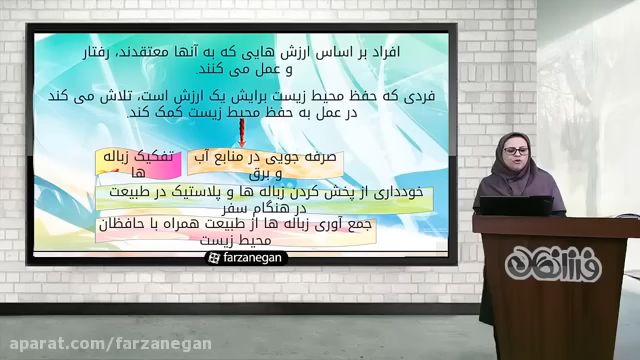 افراد بر اساس ارزش هایی که به آنها معتقدند، رفتار
و عمل می کنند.
فردی که حفظ محیط زیست برایش یک ارزش است، تلاش می کند
در عمل به حفظ محیط زیست کمک کند.
صرفه جویی در منابع آب
و برق
تفکیک زباله
ها
خودداری از پخش کردن زباله ها و پلاستیک در طبیعت
در هنگام سفر
جمع آوری زباله ها از طبیعت همراه با حافظان
محیط زیست
farzanegan
فرزانگان
aparat.com/farzanegan